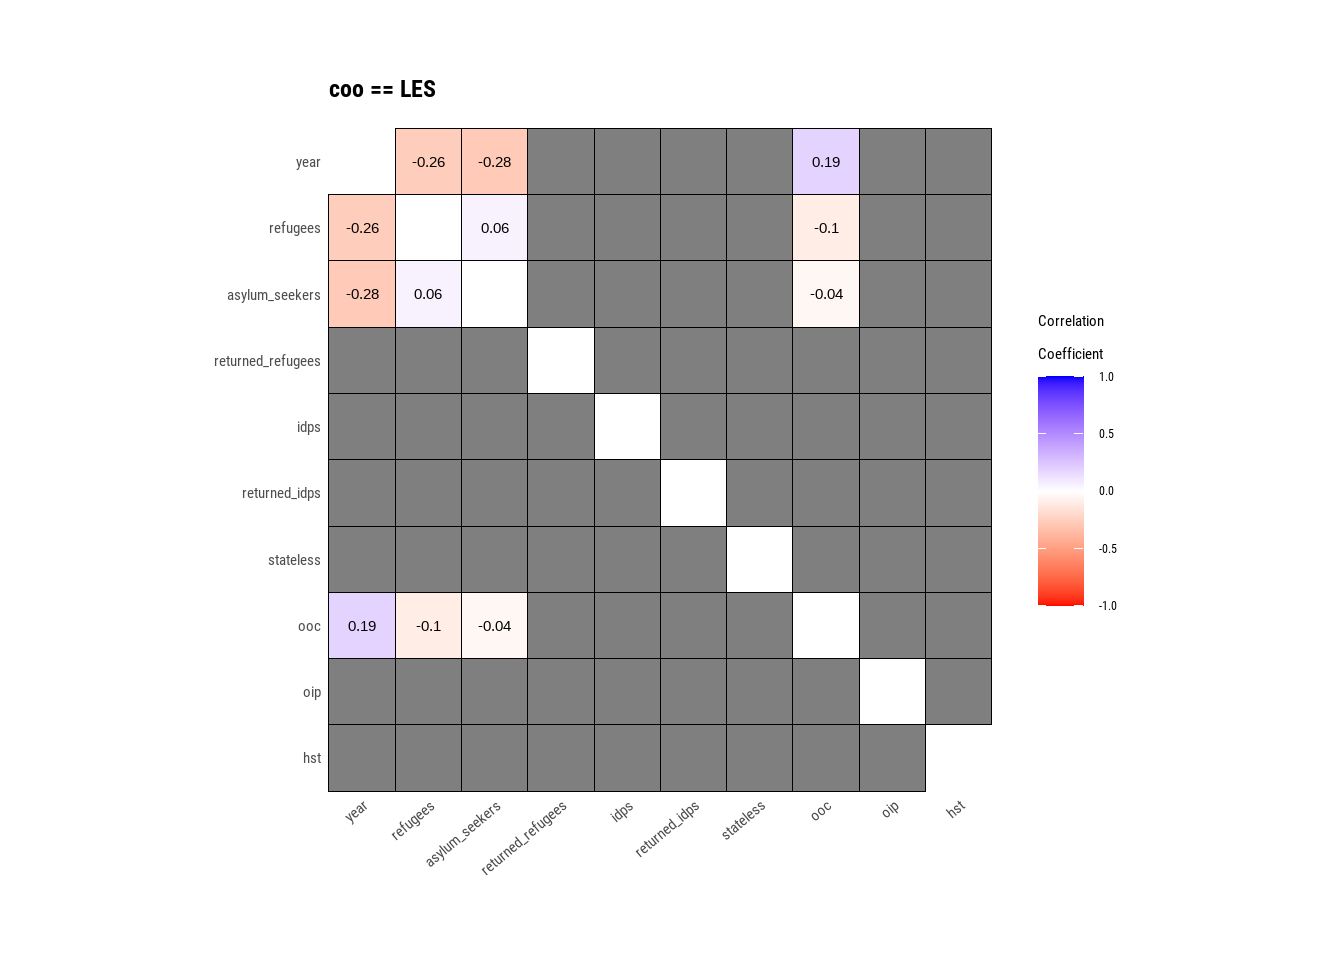 coo == LES
year -0.26 -0.28 0.19
refugees -0.26 0.06 -0.1
asylum_seekers -0.28 0.06 -0.04
returned_refugees
idps
returned_idps
stateless
ooc 0.19 -0.1 -0.04
oip
hst
year refugees asylum_seekers returned_refugees idps returned_idps stateless ooc oip hst
Correlation
Coefficient
1.0
0.5
0.0
-0.5
-1.0